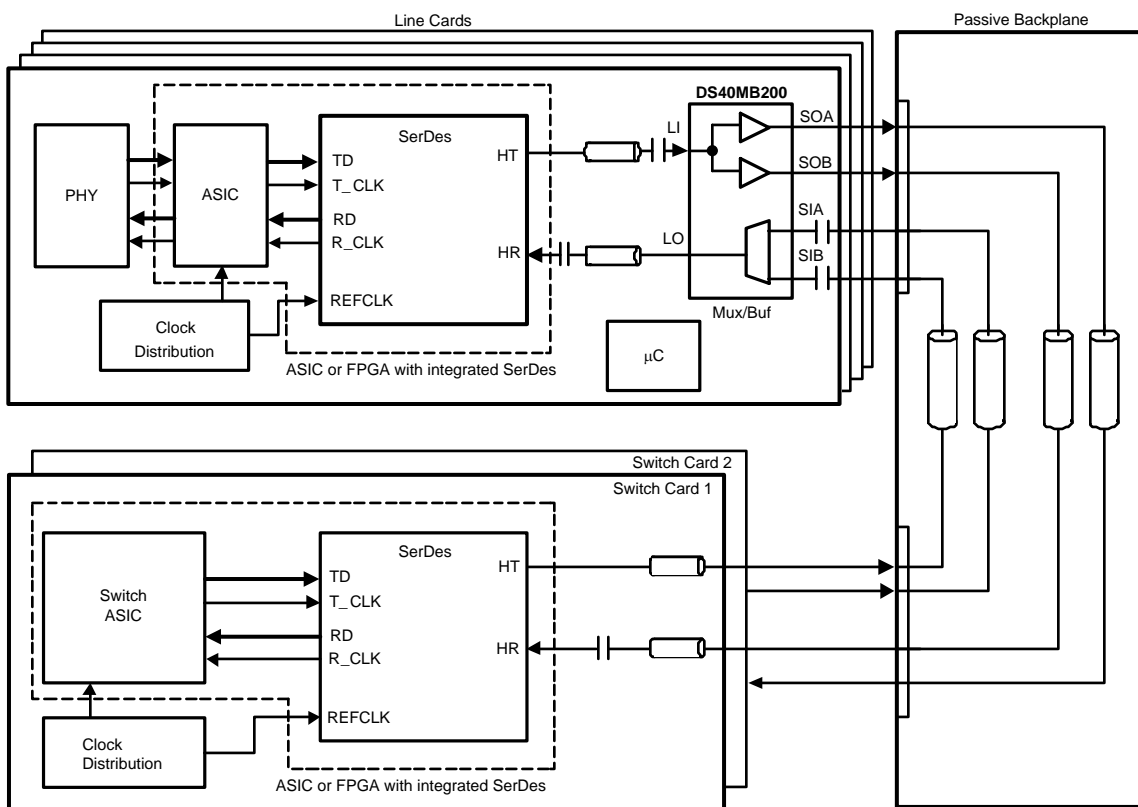 Line Cards
Passive Backplane
DS40MB200
SerDes
PHY
ASIC
TD
T_CLK
RD
R_CLK
REFCLK
HT
HR
LI
LO
SOA
SOB
SIA
SIB
Mux/Buf
Clock
Distribution
μC
ASIC or FPGA with integrated SerDes
Switch Card 2
Switch Card 1
SerDes
Switch
ASIC
TD
T_CLK
RD
R_CLK
REFCLK
HT
HR
Clock
Distribution
ASIC or FPGA with integrated SerDes